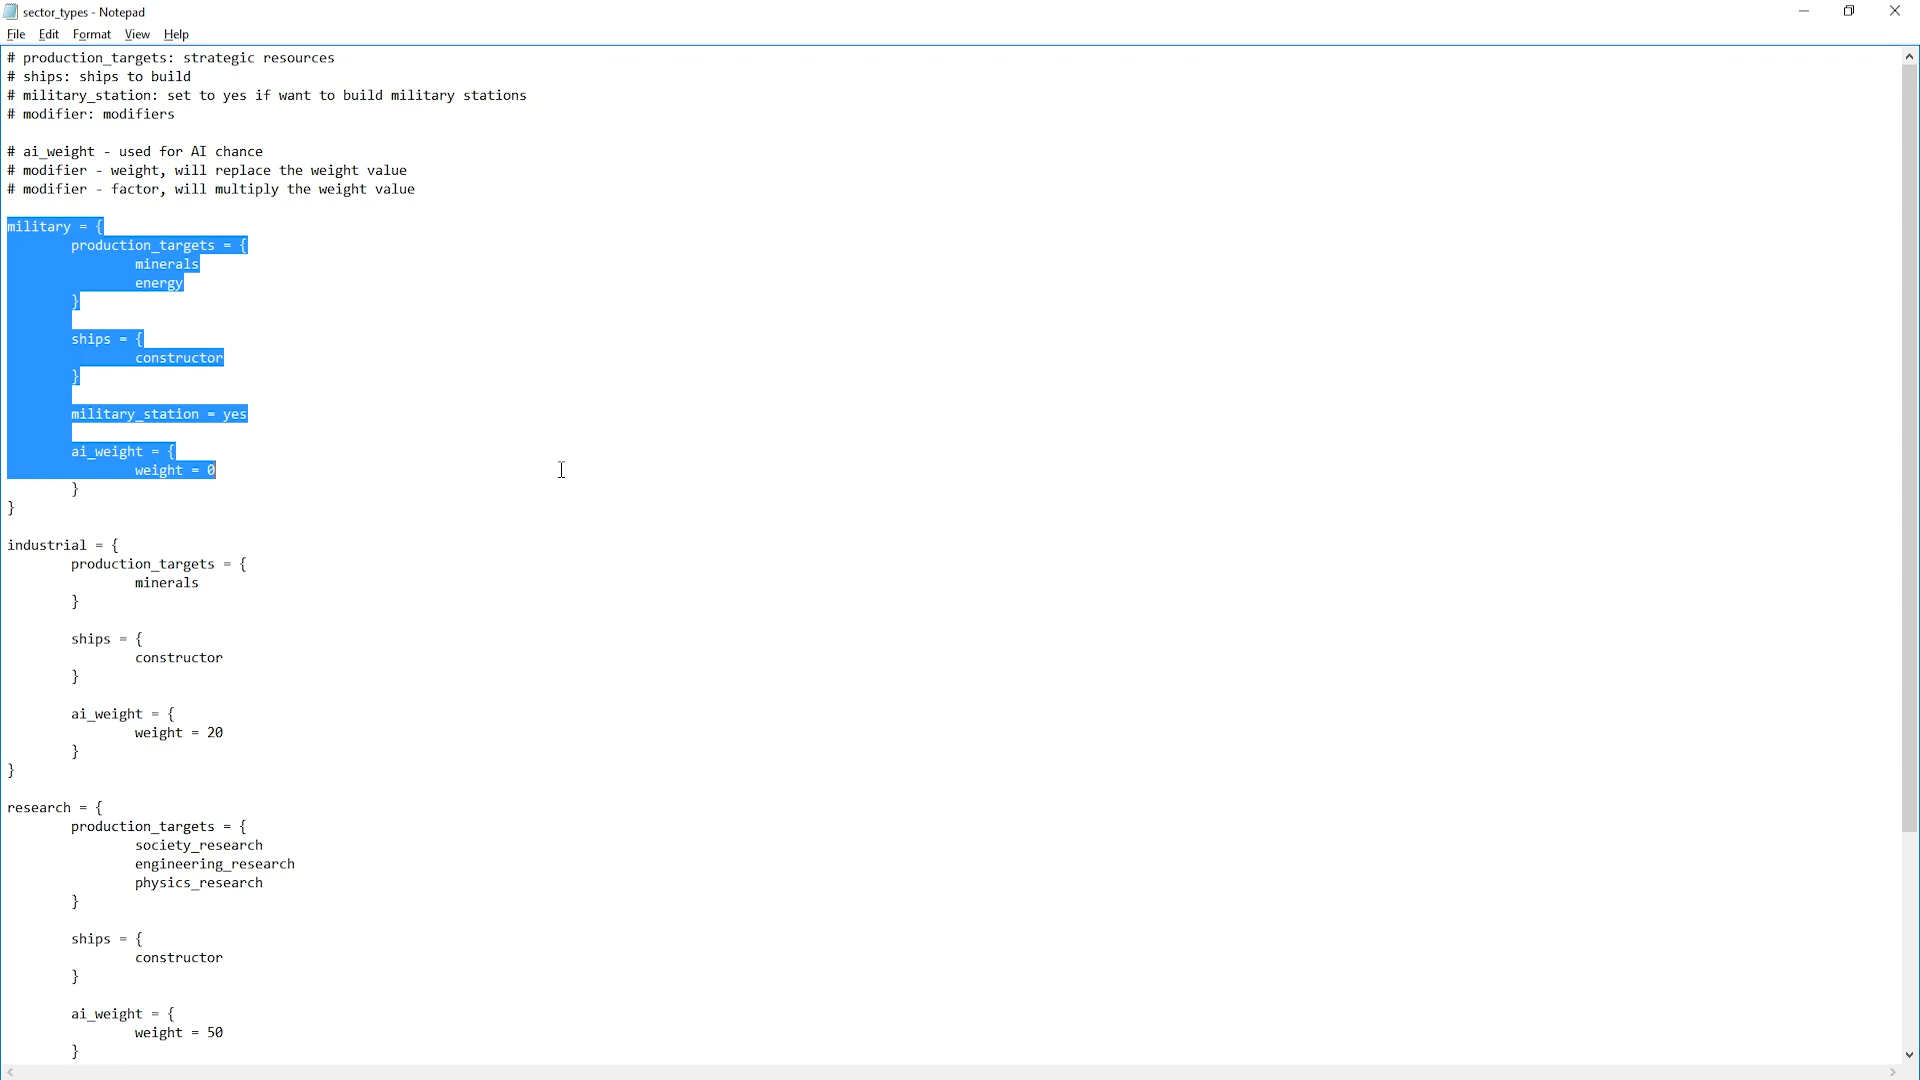 sector_types - Notepad
File Edit Format View Help
# production_targets: strategic resources
# ships: ships to build
# military_station: set to yes if want to build military stations
# modifier: modifiers
# ai_weight - used for AI chance
# modifier - weight, will replace the weight value
# modifier - factor, will multiply the weight value
military = {
production_targets = {
minerals
energy
}
ships = {
constructor
}
military_station = yes
ai_weight = {
weight = 0
}
}
industrial = {
production_targets = {
minerals
}
ships = {
constructor
}
ai_weight = {
weight = 20
}
}
research = {
production_targets = {
society_research
engineering_research
physics_research
}
ships = {
constructor
}
ai_weight = {
weight = 50
}